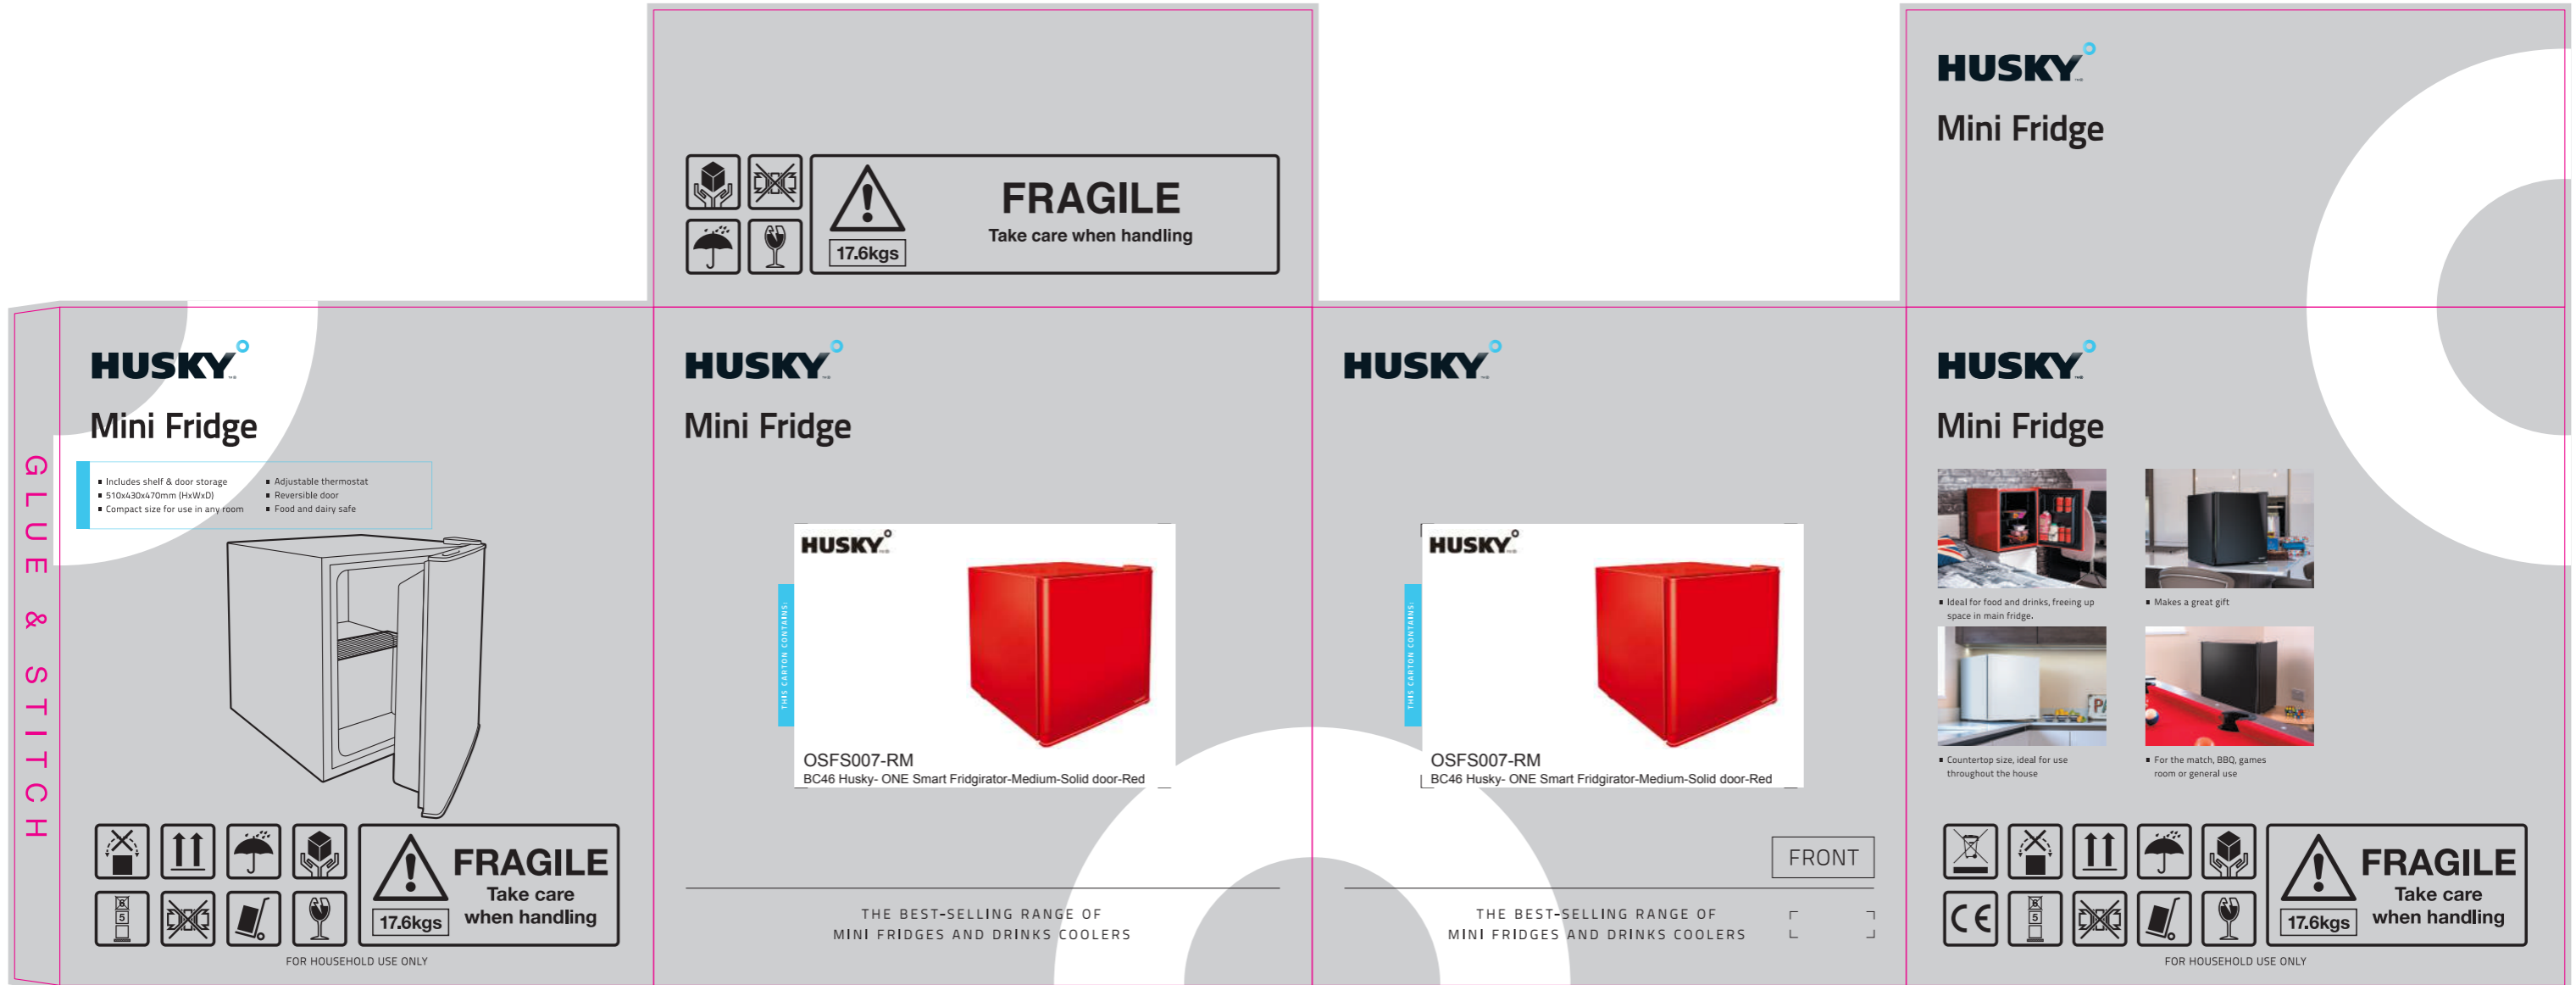 FRAGILE
Take care when handling
17.6kgs
HUSKY
Mini Fridge
GLUE & STITCH
HUSKY
Mini Fridge
Includes shelf & door storage
510x430x470mm (HxWxD)
Compact size for use in any room
Adjustable thermostat
Reversible door
Food and dairy safe
17.6kgs
FRAGILE
Take care
when handling
FOR HOUSEHOLD USE ONLY
HUSKY
Mini Fridge
THIS CARTON CONTAINS:
HUSKY
OSFS007-RM
BC46 Husky- ONE Smart Fridgirator-Medium-Solid door-Red
THE BEST-SELLING RANGE OF
MINI FRIDGES AND DRINKS COOLERS
HUSKY
THIS CARTON CONTAINS:
HUSKY
OSFS007-RM
BC46 Husky- ONE Smart Fridgirator-Medium-Solid door-Red
FRONT
THE BEST-SELLING RANGE OF
MINI FRIDGES AND DRINKS COOLERS
HUSKY
Mini Fridge
Ideal for food and drinks, freeing up
space in main fridge.
Makes a great gift
Countertop size, ideal for use
throughout the house
For the match, BBQ, games
room or general use
CE
17.6kgs
FRAGILE
Take care
when handling
FOR HOUSEHOLD USE ONLY